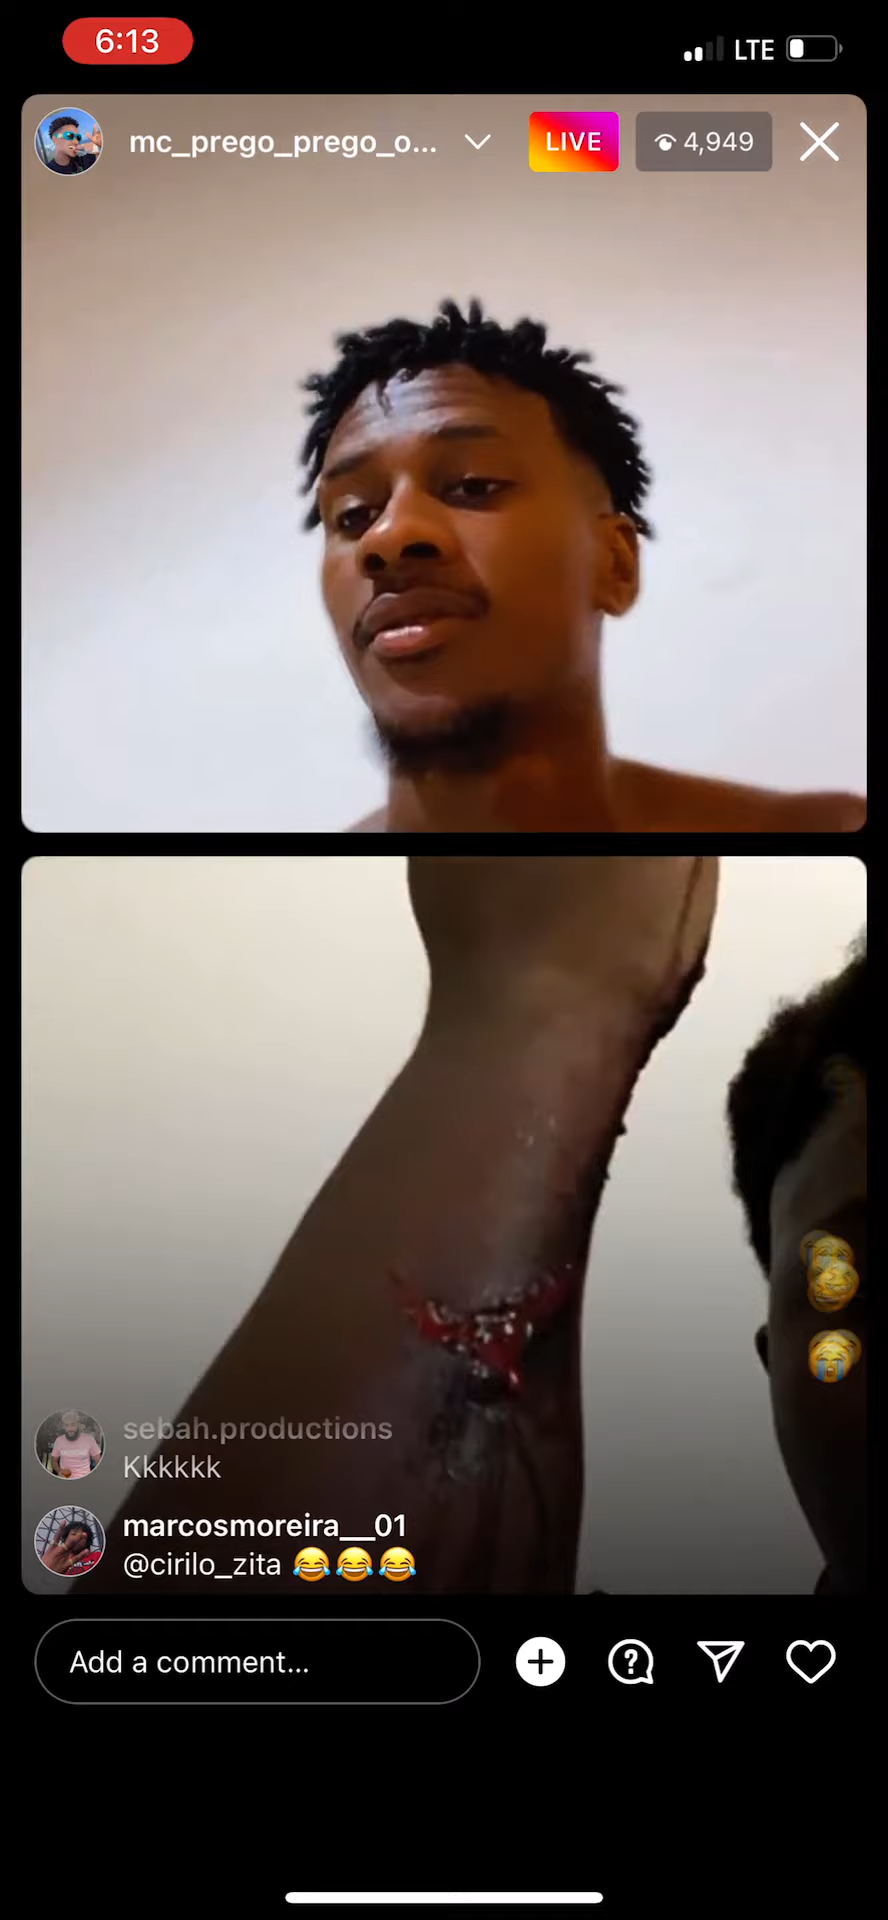 6:13
LTE
mc_prego_prego_o...
LIVE
4,949
sebah.productions
Kkkkkk
marcosmoreira__01
@cirilo_zita 😂😂😂
Add a comment...